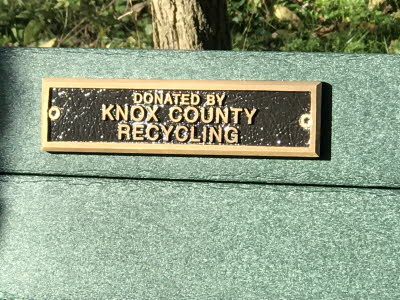 DONATED BY
KNOX COUNTY
RECYCLING